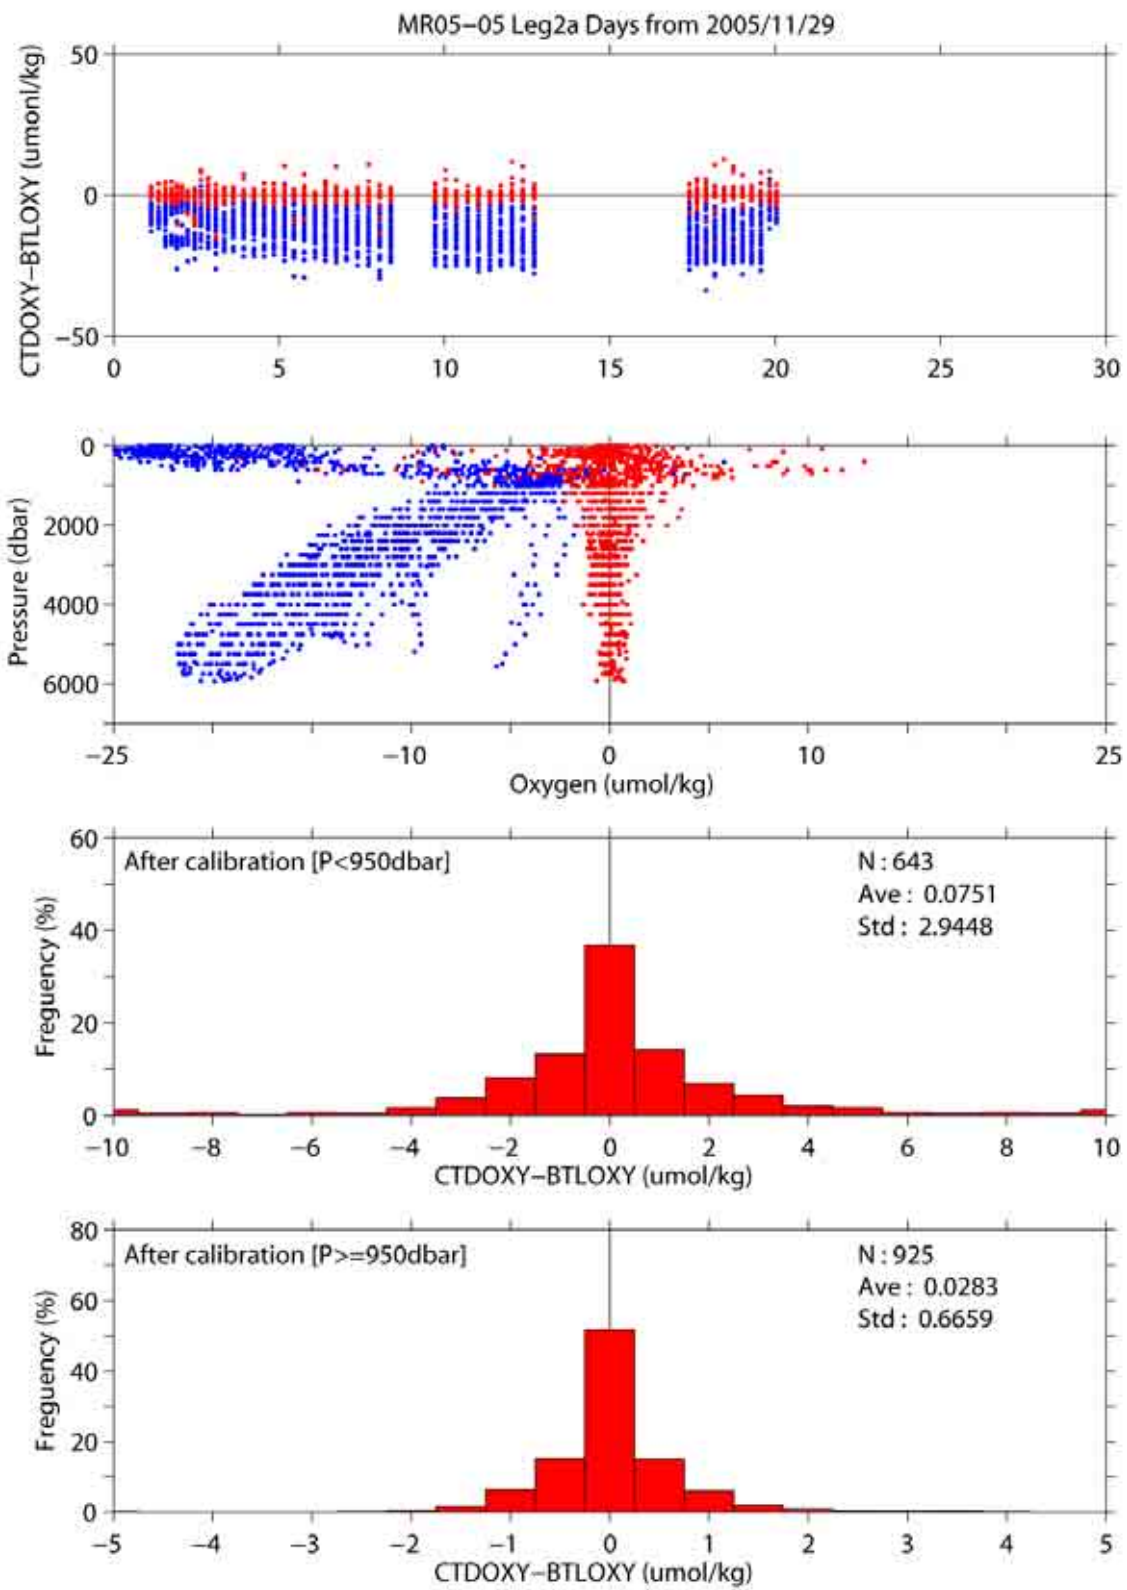 MR05−05 Leg2a Days from 2005/11/29
CTDOXY−BTLOXY (umonl/kg)
50
0
−50
0 5 10 15 20 25 30
Pressure (dbar)
0
2000
4000
6000
−25 −10 0 10 25
Oxygen (umol/kg)
Freguency (%)
60
40
20
0
After calibration [P<950dbar]
N : 643
Ave : 0.0751
Std : 2.9448
−10 −8 −6 −4 −2 0 2 4 6 8 10
CTDOXY−BTLOXY (umol/kg)
Freguency (%)
80
60
40
20
0
After calibration [P>=950dbar]
N : 925
Ave : 0.0283
Std : 0.6659
−5 −4 −3 −2 −1 0 1 2 3 4 5
CTDOXY−BTLOXY (umol/kg)